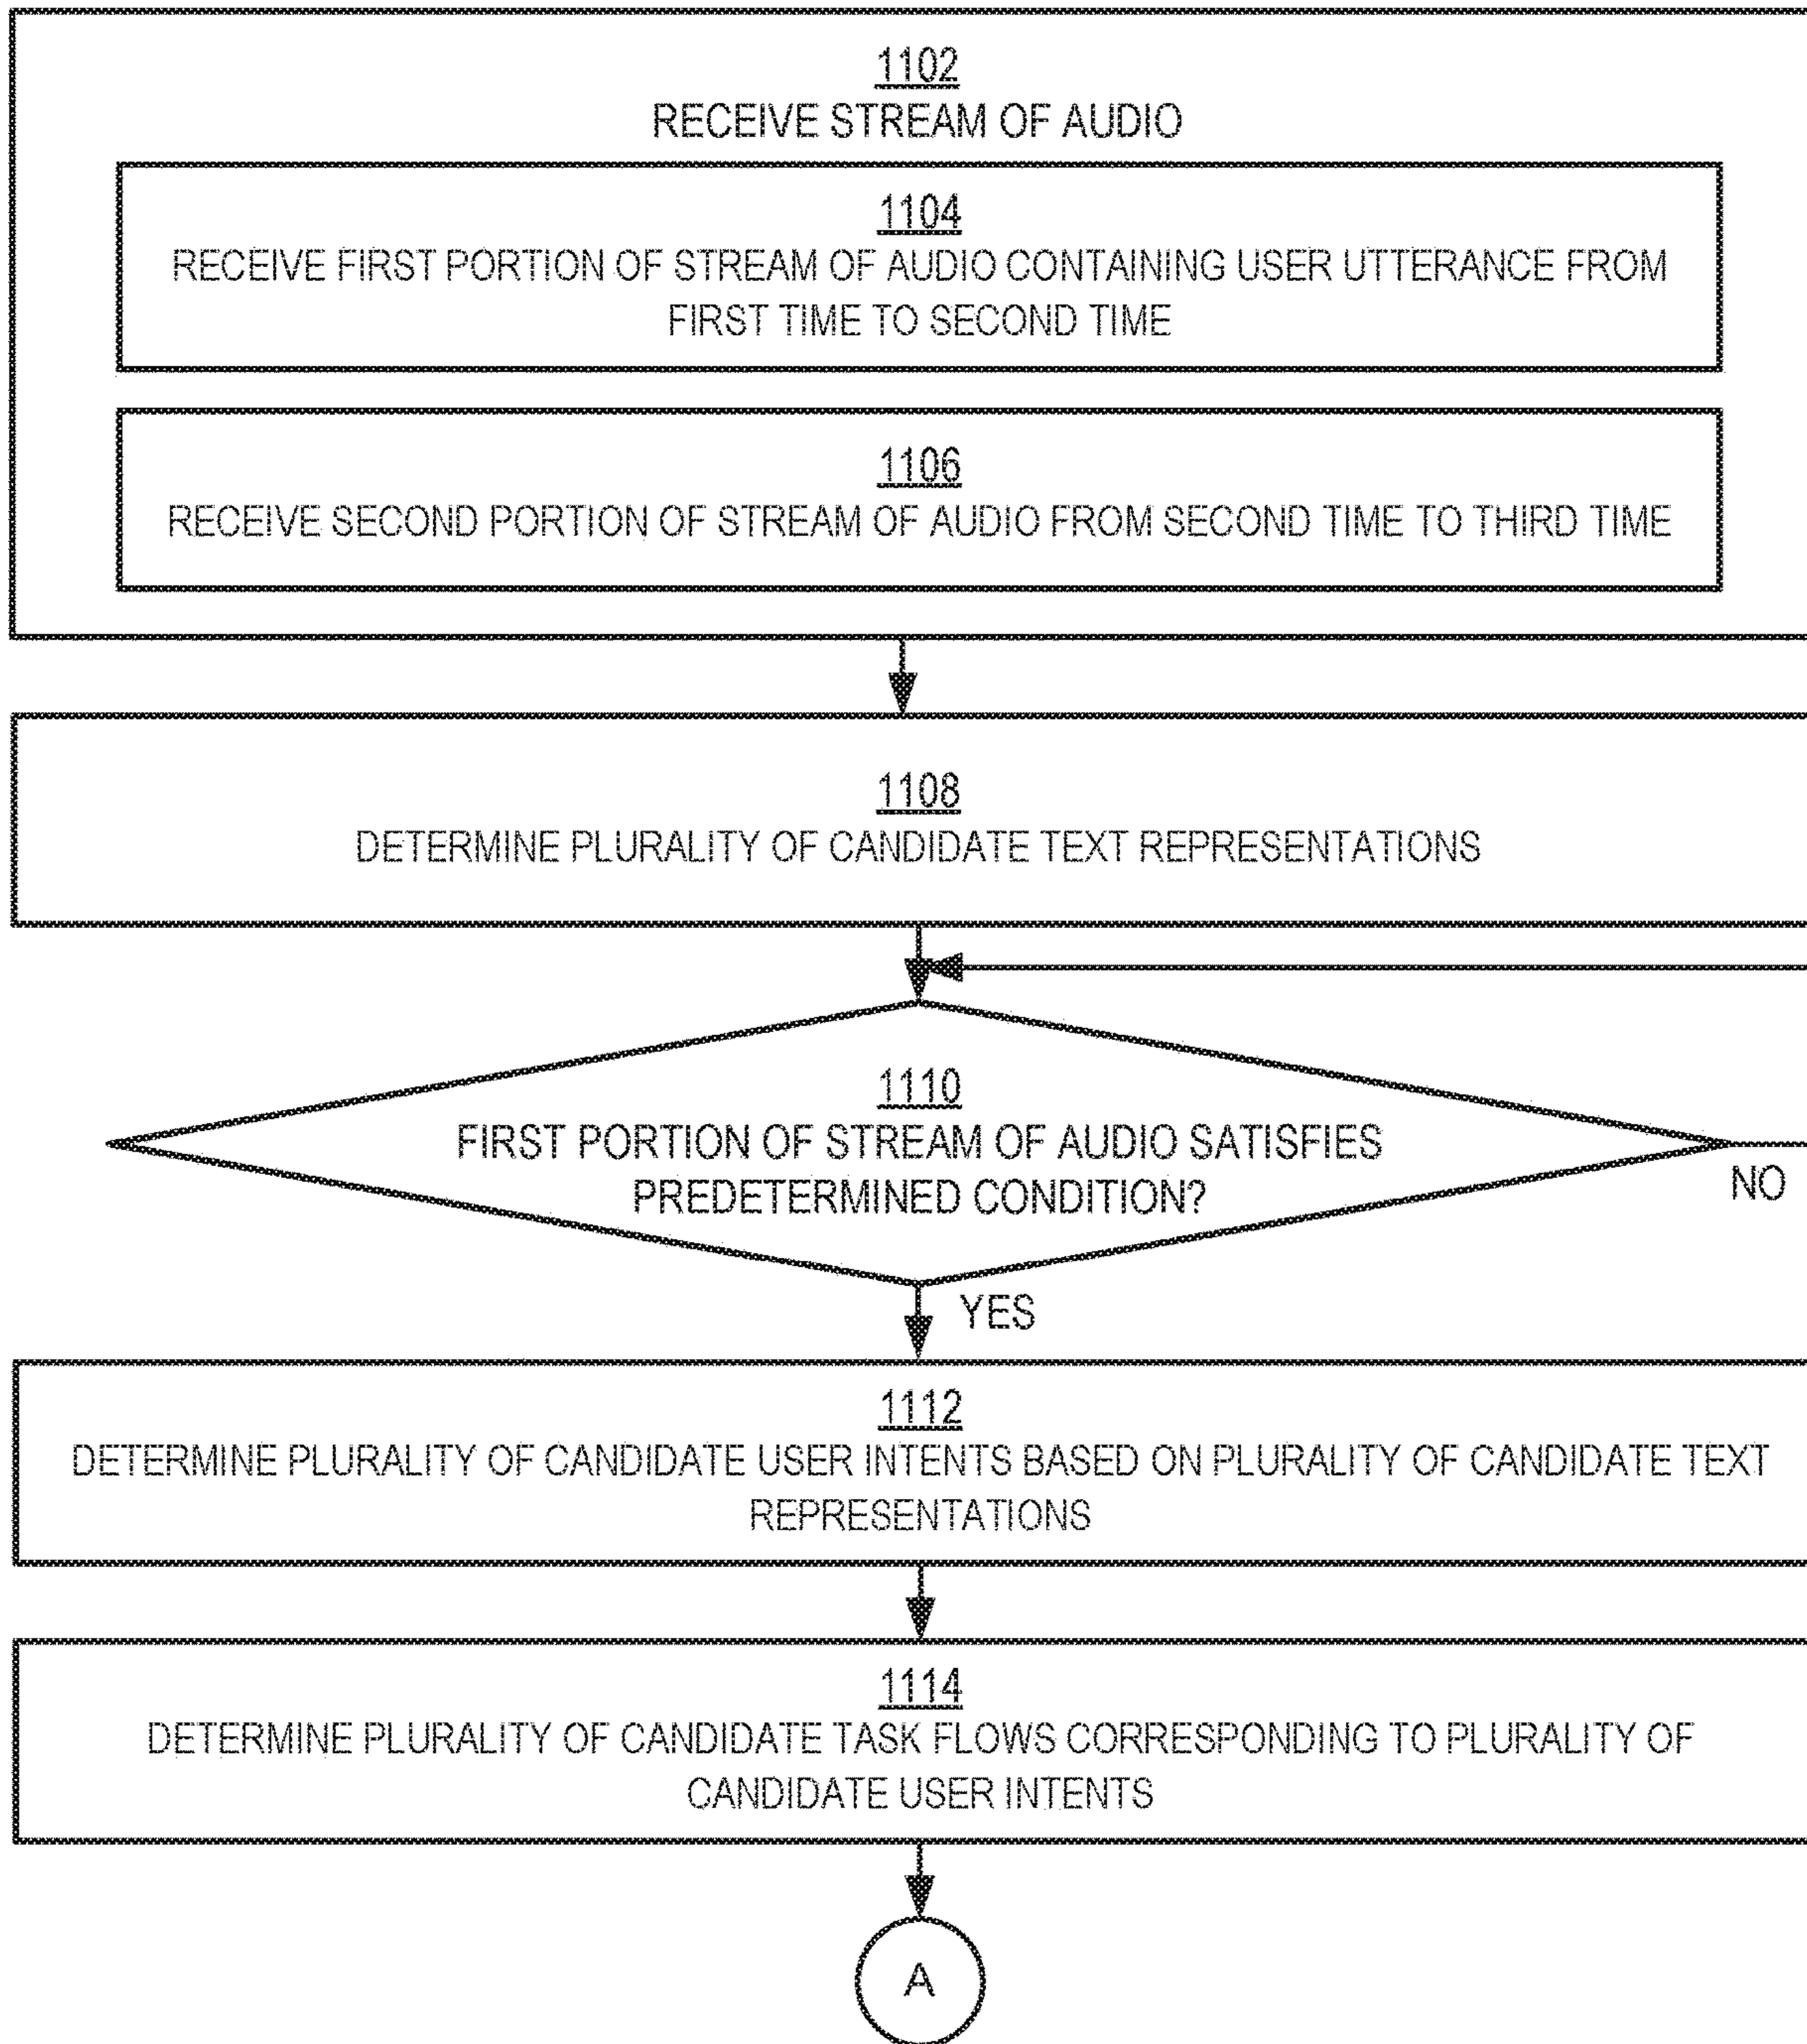 1102
RECEIVE STREAM OF AUDIO
1104
RECEIVE FIRST PORTION OF STREAM OF AUDIO CONTAINING USER UTTERANCE FROM
FIRST TIME TO SECOND TIME
1106
RECEIVE SECOND PORTION OF STREAM OF AUDIO FROM SECOND TIME TO THIRD TIME
1108
DETERMINE PLURALITY OF CANDIDATE TEXT REPRESENTATIONS
1110
FIRST PORTION OF STREAM OF AUDIO SATISFIES
PREDETERMINED CONDITION?
NO
YES
1112
DETERMINE PLURALITY OF CANDIDATE USER INTENTS BASED ON PLURALITY OF CANDIDATE TEXT
REPRESENTATIONS
1114
DETERMINE PLURALITY OF CANDIDATE TASK FLOWS CORRESPONDING TO PLURALITY OF
CANDIDATE USER INTENTS
A